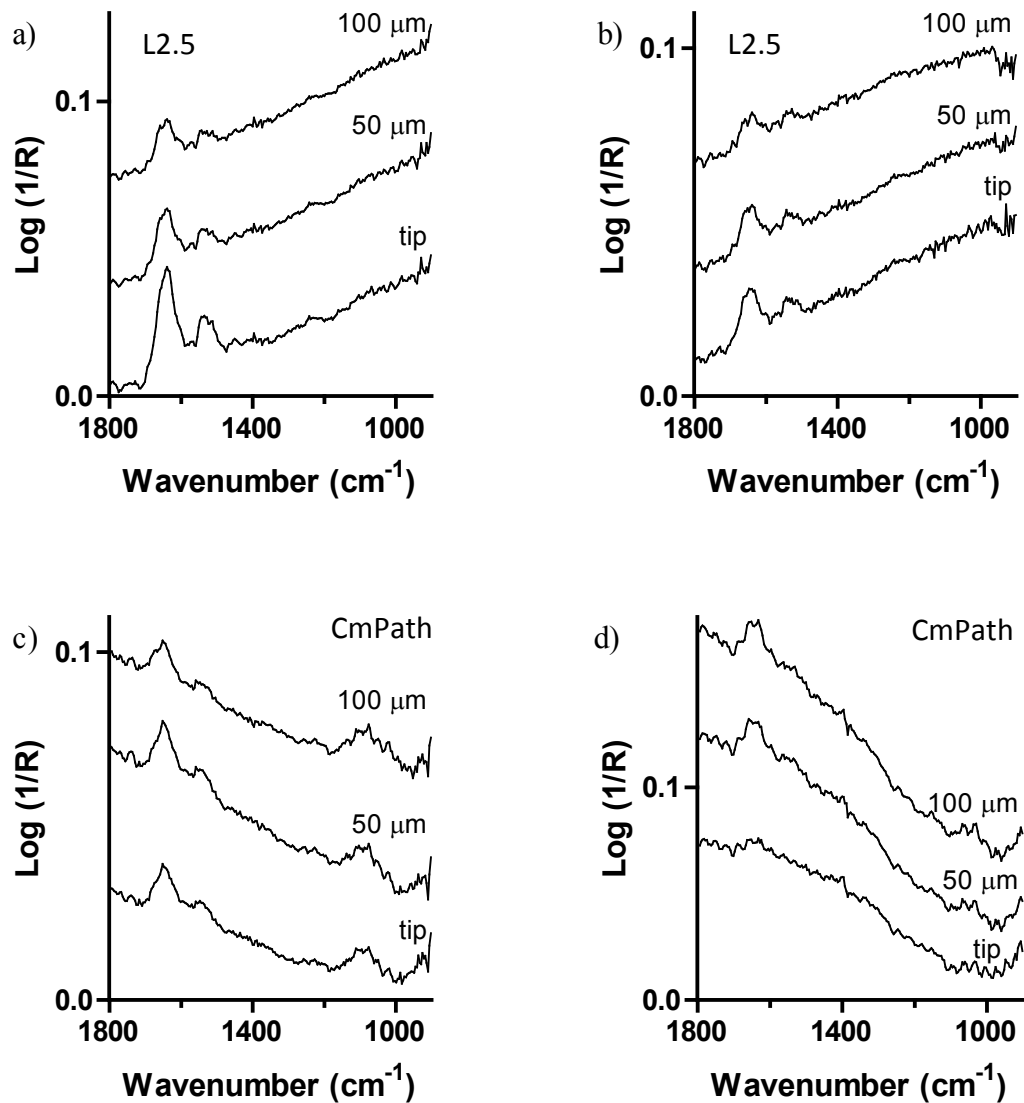 a)
L2.5
100 μm
50 μm
tip
0.1
0.0
Log (1/R)
1800
1400
1000
Wavenumber (cm-1)
b)
L2.5
100 μm
50 μm
tip
0.1
0.0
Log (1/R)
1800
1400
1000
Wavenumber (cm-1)
c)
CmPath
100 μm
50 μm
tip
0.1
0.0
Log (1/R)
1800
1400
1000
Wavenumber (cm-1)
d)
CmPath
100 μm
50 μm
tip
0.1
0.0
Log (1/R)
1800
1400
1000
Wavenumber (cm-1)